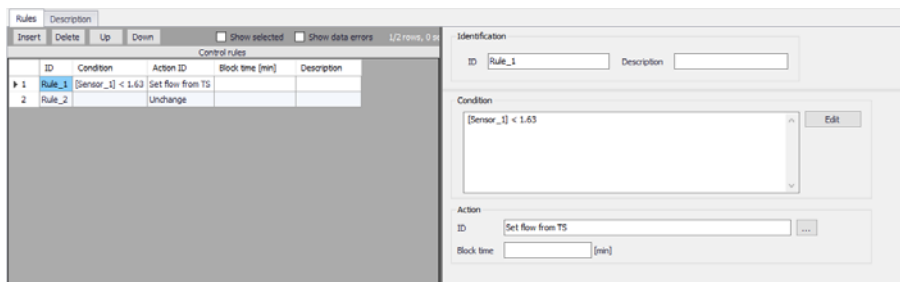 Rules Description
Insert Delete Up Down Show selected Show data errors 1/2 rows, 0 se
Control rules
ID Condition Action ID Block time [min] Description
1 Rule_1 [Sensor_1] < 1.63 Set flow from TS
2 Rule_2 Unchange
Identification
ID Rule_1 Description
Condition
[Sensor_1] < 1.63 Edit
Action
ID Set flow from TS ...
Block time [min]